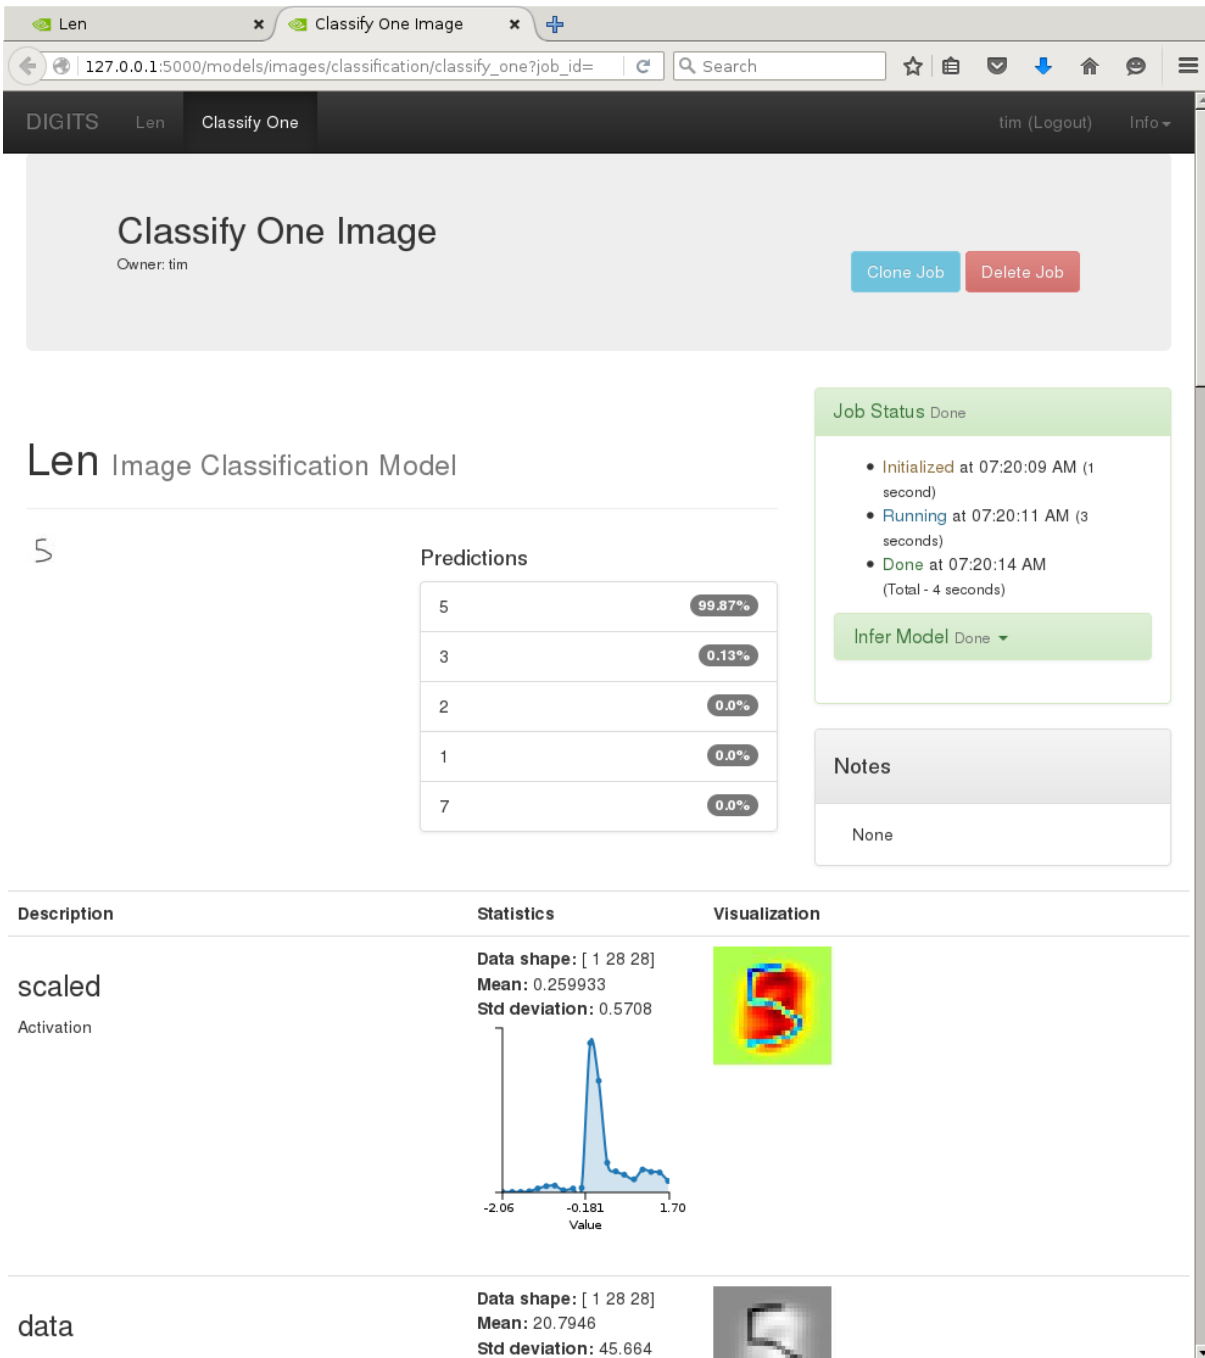 Len
Classify One Image
127.0.0.1:5000/models/images/classification/classify_one?job_id=
Search
DIGITS Len Classify One tim (Logout) Info
Classify One Image
Owner: tim
Clone Job Delete Job
Len Image Classification Model
5
Predictions
5 99.87%
3 0.13%
2 0.0%
1 0.0%
7 0.0%
Job Status Done
Initialized at 07:20:09 AM (1
second)
Running at 07:20:11 AM (3
seconds)
Done at 07:20:14 AM
(Total - 4 seconds)
Infer Model Done
Notes
None
Description Statistics Visualization
scaled
Activation
Data shape: [ 1 28 28]
Mean: 0.259933
Std deviation: 0.5708
-2.06 -0.181 1.70
Value
5
data
Data shape: [ 1 28 28]
Mean: 20.7946
Std deviation: 45.664
5